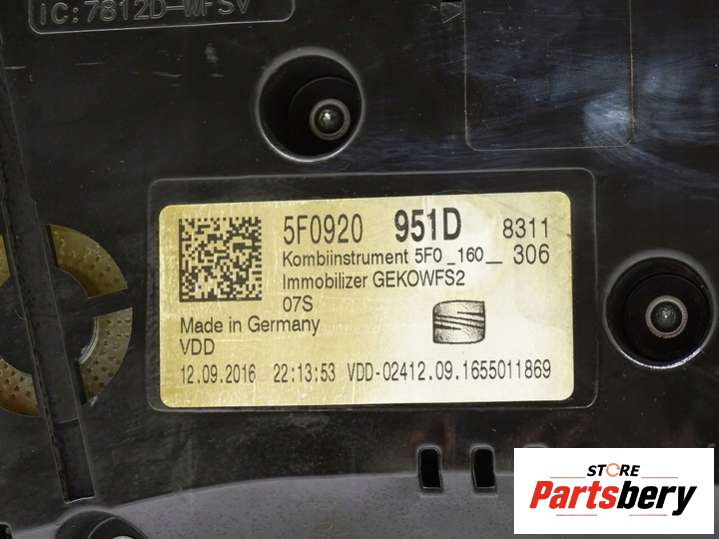 IC:7812D-WFSV
5F0920 951D 8311
Kombiinstrument 5F0 _160__ 306
Immobilizer GEKOWFS2
07S
Made in Germany
VDD
12.09.2016 22:13:53 VDD-02412.09.1655011869
STORE
Partsbery